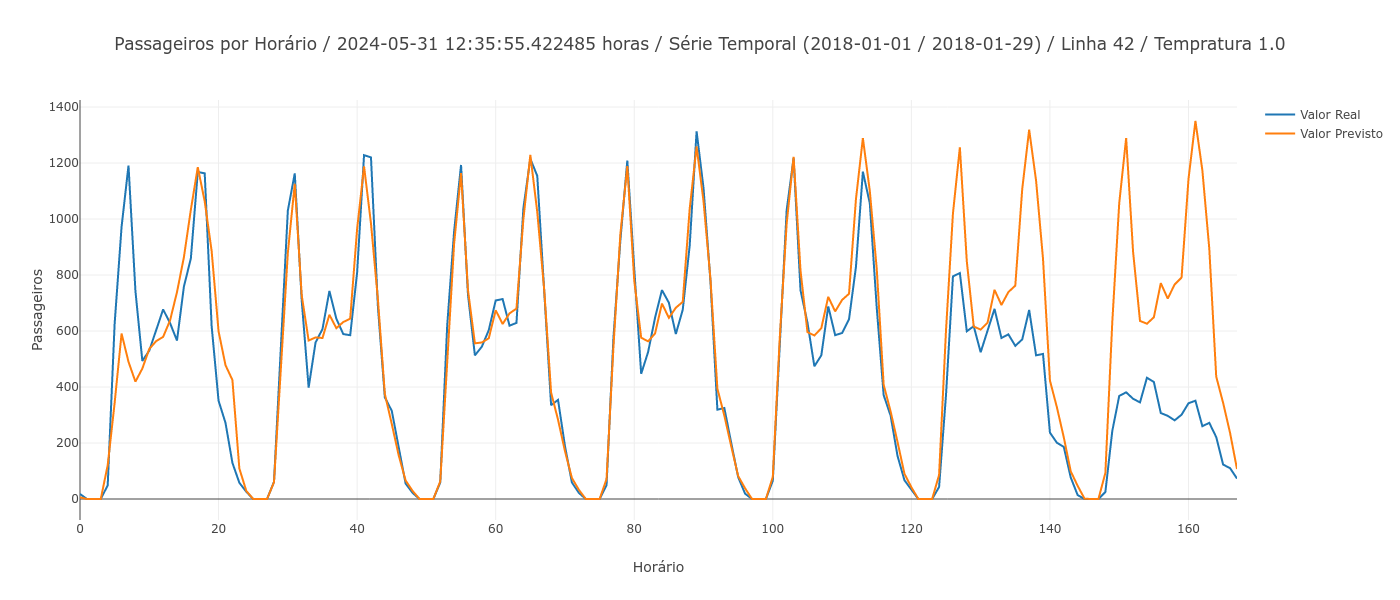 Passageiros por Horário / 2024-05-31 12:35:55.422485 horas / Série Temporal (2018-01-01 / 2018-01-29) / Linha 42 / Tempratura 1.0
Valor Real
Valor Previsto
Passageiros
1400
1200
1000
800
600
400
200
0
0 20 40 60 80 100 120 140 160
Horário